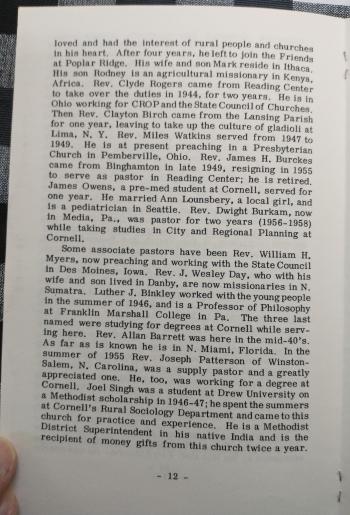 loved and had the interest of rural people and churches
in his heart. After four years, he left to join the Friends
at Poplar Ridge. His wife and son Mark reside in Ithaca.
His son Rodney is an agricultural missionary in Kenya,
Africa. Rev. Clyde Rogers came from Reading Center
to take over the duties in 1944, for two years. He is in
Ohio working for CROP and the State Council of Churches.
Then Rev. Clayton Birch came from the Lansing Parish
for one year, leaving to take up the culture of gladioli at
Lima, N. Y. Rev. Miles Watkins served from 1947 to
1949. He is at present preaching in a Presbyterian
Church in Pemberville, Ohio. Rev. James H. Burckes
came from Binghamton in late 1949, resigning in 1955
to serve as pastor in Reading Center; he is retired.
James Owens, a pre-med student at Cornell, served for
one year. He married Ann Lounsbery, a local girl, and
is a pediatrician in Seattle. Rev. Dwight Burkam, now
in Media, Pa., was pastor for two years (1956-1958)
while taking studies in City and Regional Planning at
Cornell.
Some associate pastors have been Rev. William H.
Myers, now preaching and working with the State Council
in Des Moines, Iowa. Rev. J. Wesley Day, who with his
wife and son lived in Danby, are now missionaries in N.
Sumatra. Luther J. Binkley worked with the young people
in the summer of 1946, and is a Professor of Philosophy
at Franklin Marshall College in Pa. The three last
named were studying for degrees at Cornell while serv-
ing here. Rev. Allan Barrett was here in the mid-40's.
As far as is known he is in N. Miami, Florida. In the
summer of 1955 Rev. Joseph Patterson of Winston-
Salem, N. Carolina, was a supply pastor and a greatly
appreciated one. He, too, was working for a degree at
Cornell. Joel Singh was a student at Drew University on
a Methodist scholarship in 1946-47; he spent the summers
at Cornell's Rural Sociology Department and came to this
church for practice and experience. He is a Methodist
District Superintendent in his native India and is the
recipient of money gifts from this church twice a year.
- 12 -